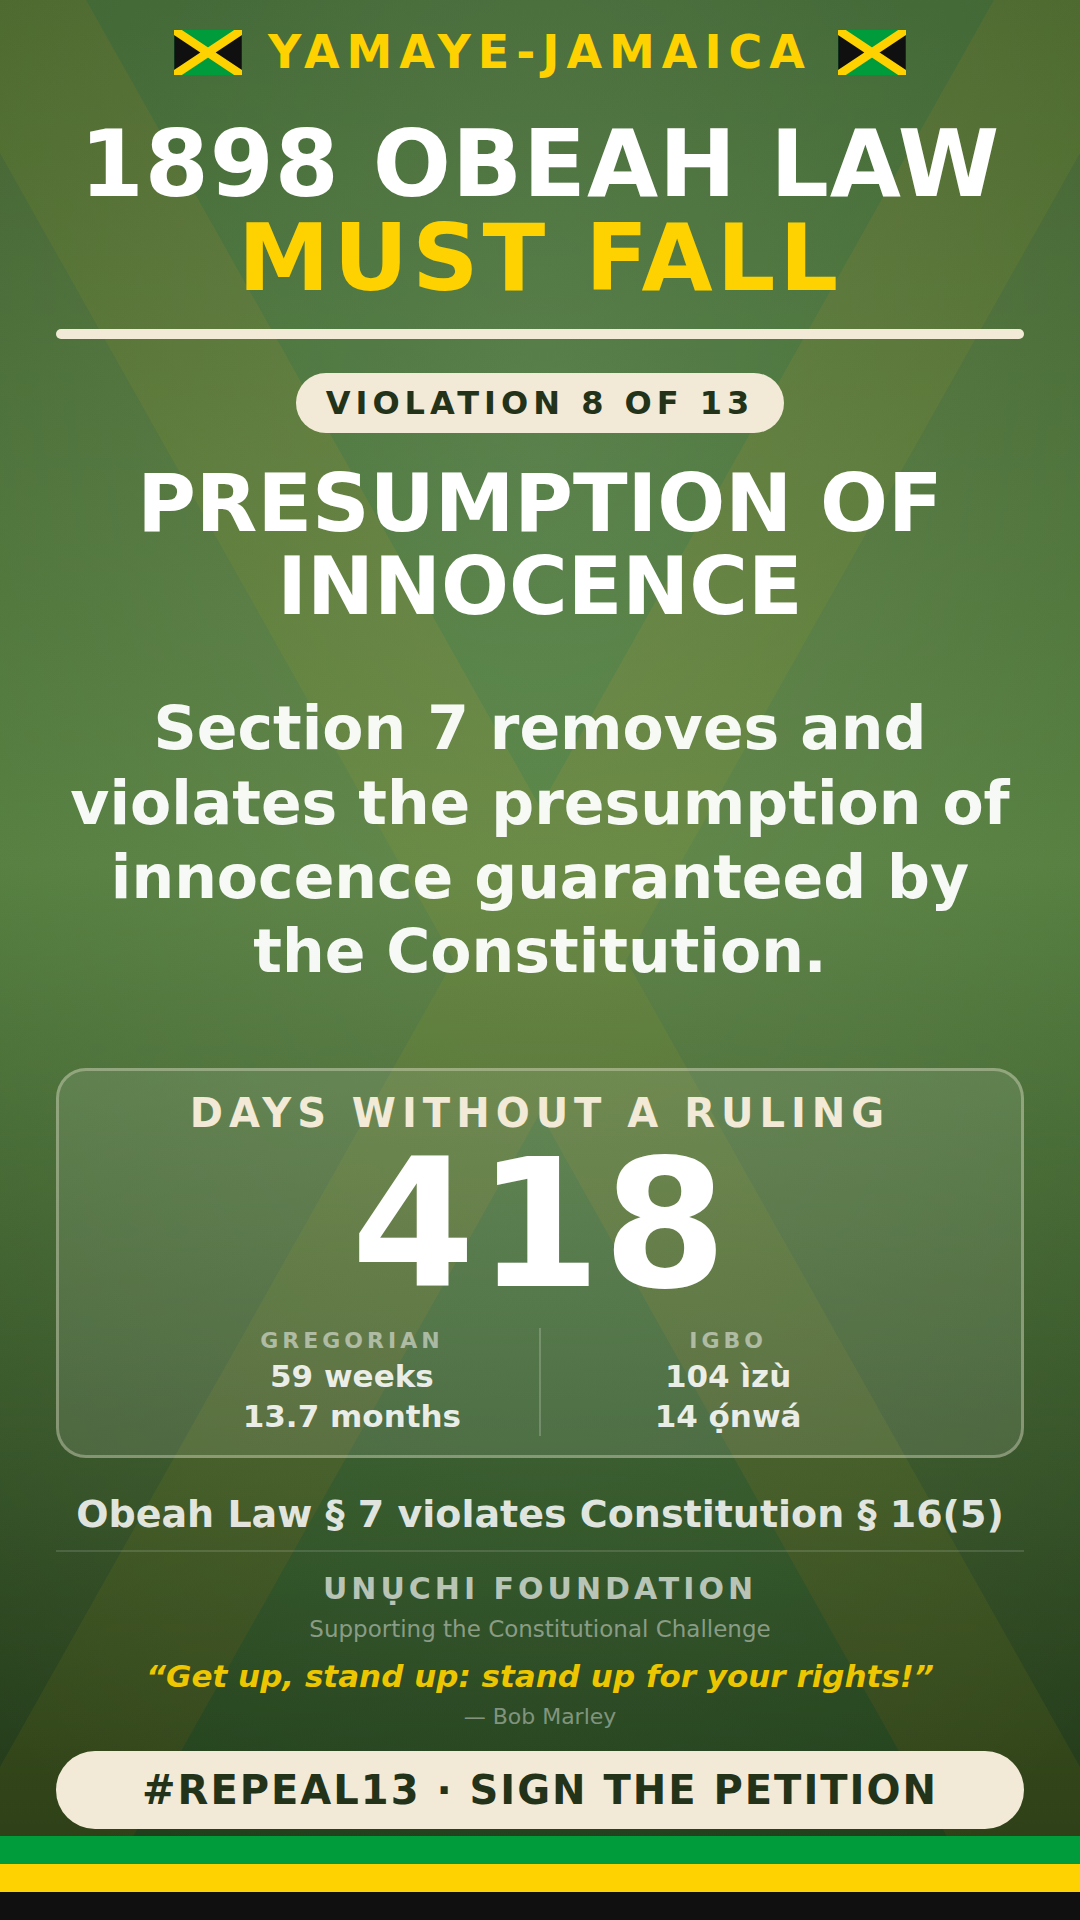 YAMAYE-JAMAICA
1898 OBEAH LAW
MUST FALL
VIOLATION 8 OF 13
PRESUMPTION OF
INNOCENCE
Section 7 removes and
violates the presumption of
innocence guaranteed by
the Constitution.
DAYS WITHOUT A RULING
418
GREGORIAN
59 weeks
13.7 months
IGBO
104 ìzù
14 ọ́nwá
Obeah Law § 7 violates Constitution § 16(5)
UNỤCHI FOUNDATION
Supporting the Constitutional Challenge
“Get up, stand up: stand up for your rights!”
— Bob Marley
#REPEAL13 · SIGN THE PETITION